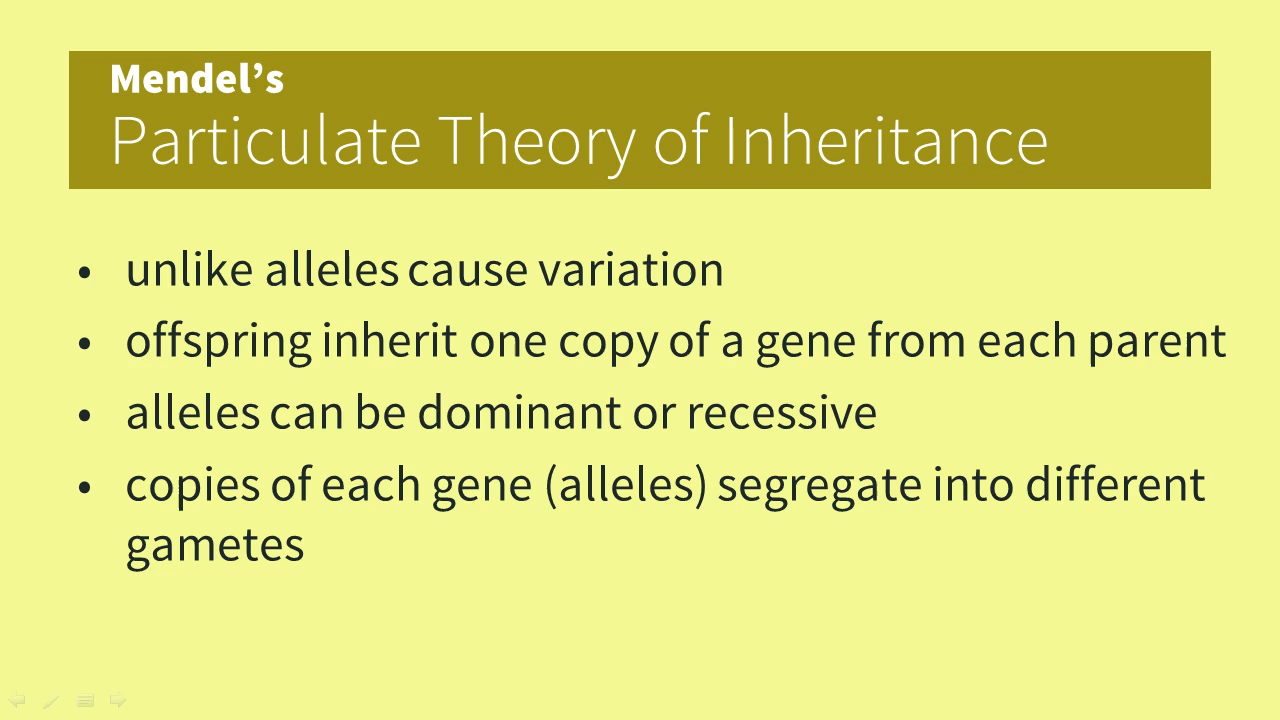 Mendel’s
Particulate Theory of Inheritance
• unlike alleles cause variation
• offspring inherit one copy of a gene from each parent
• alleles can be dominant or recessive
• copies of each gene (alleles) segregate into different
gametes